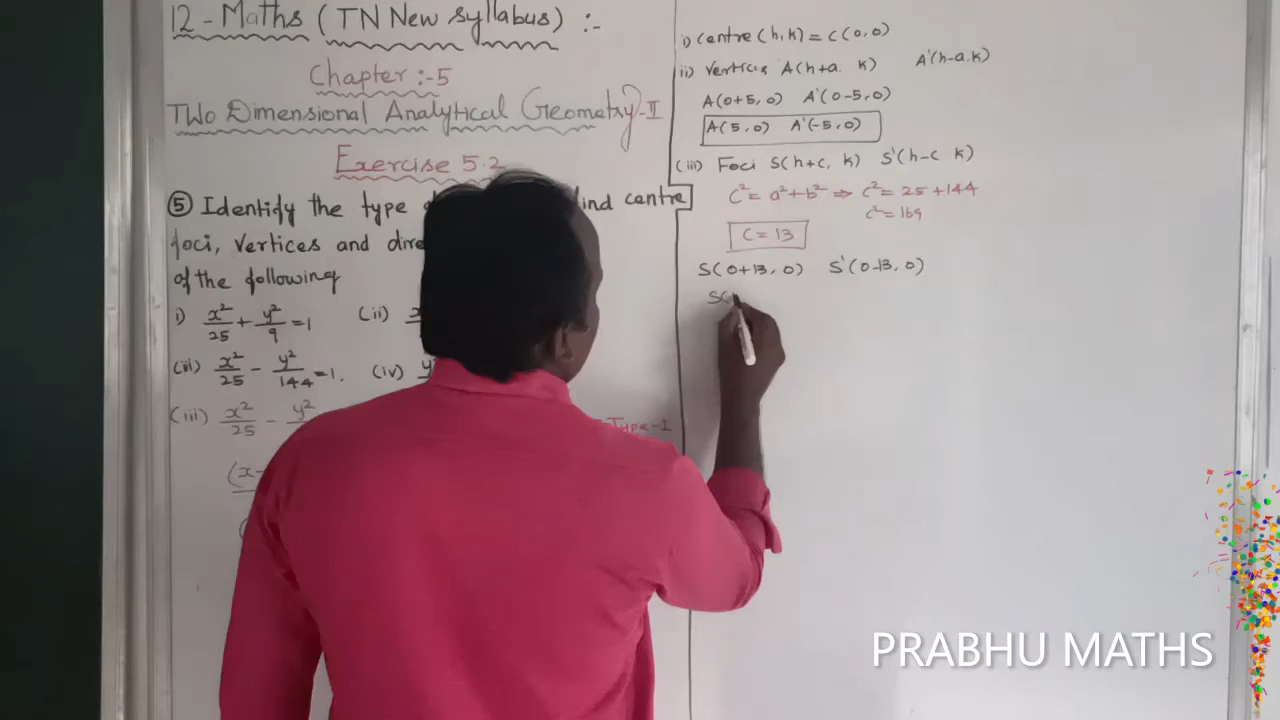 12 - Maths (TN New Syllabus) :-
Chapter :-5
TWO Dimensional Analytical Geometry-II
Exercise 5.2
⑤ Identify the type ind centre
foci, vertices and dire
of the following
i) x²/25 + y²/9 = 1 (ii)
(iii) x²/25 - y²/144 = 1. (iv)
(iii) x²/25 - y²
Type-I
(x-
i) centre (h,k) = C(0,0)
ii) vertices A(h+a, k) A'(h-a, k)
A(0+5, 0) A'(0-5, 0)
A(5, 0) A'(-5, 0)
(iii) Foci S(h+c, k) S'(h-c k)
c² = a²+b² ⇒ c² = 25+144
c² = 169
C = 13
S(0+13, 0) S'(0-13, 0)
S(
PRABHU MATHS